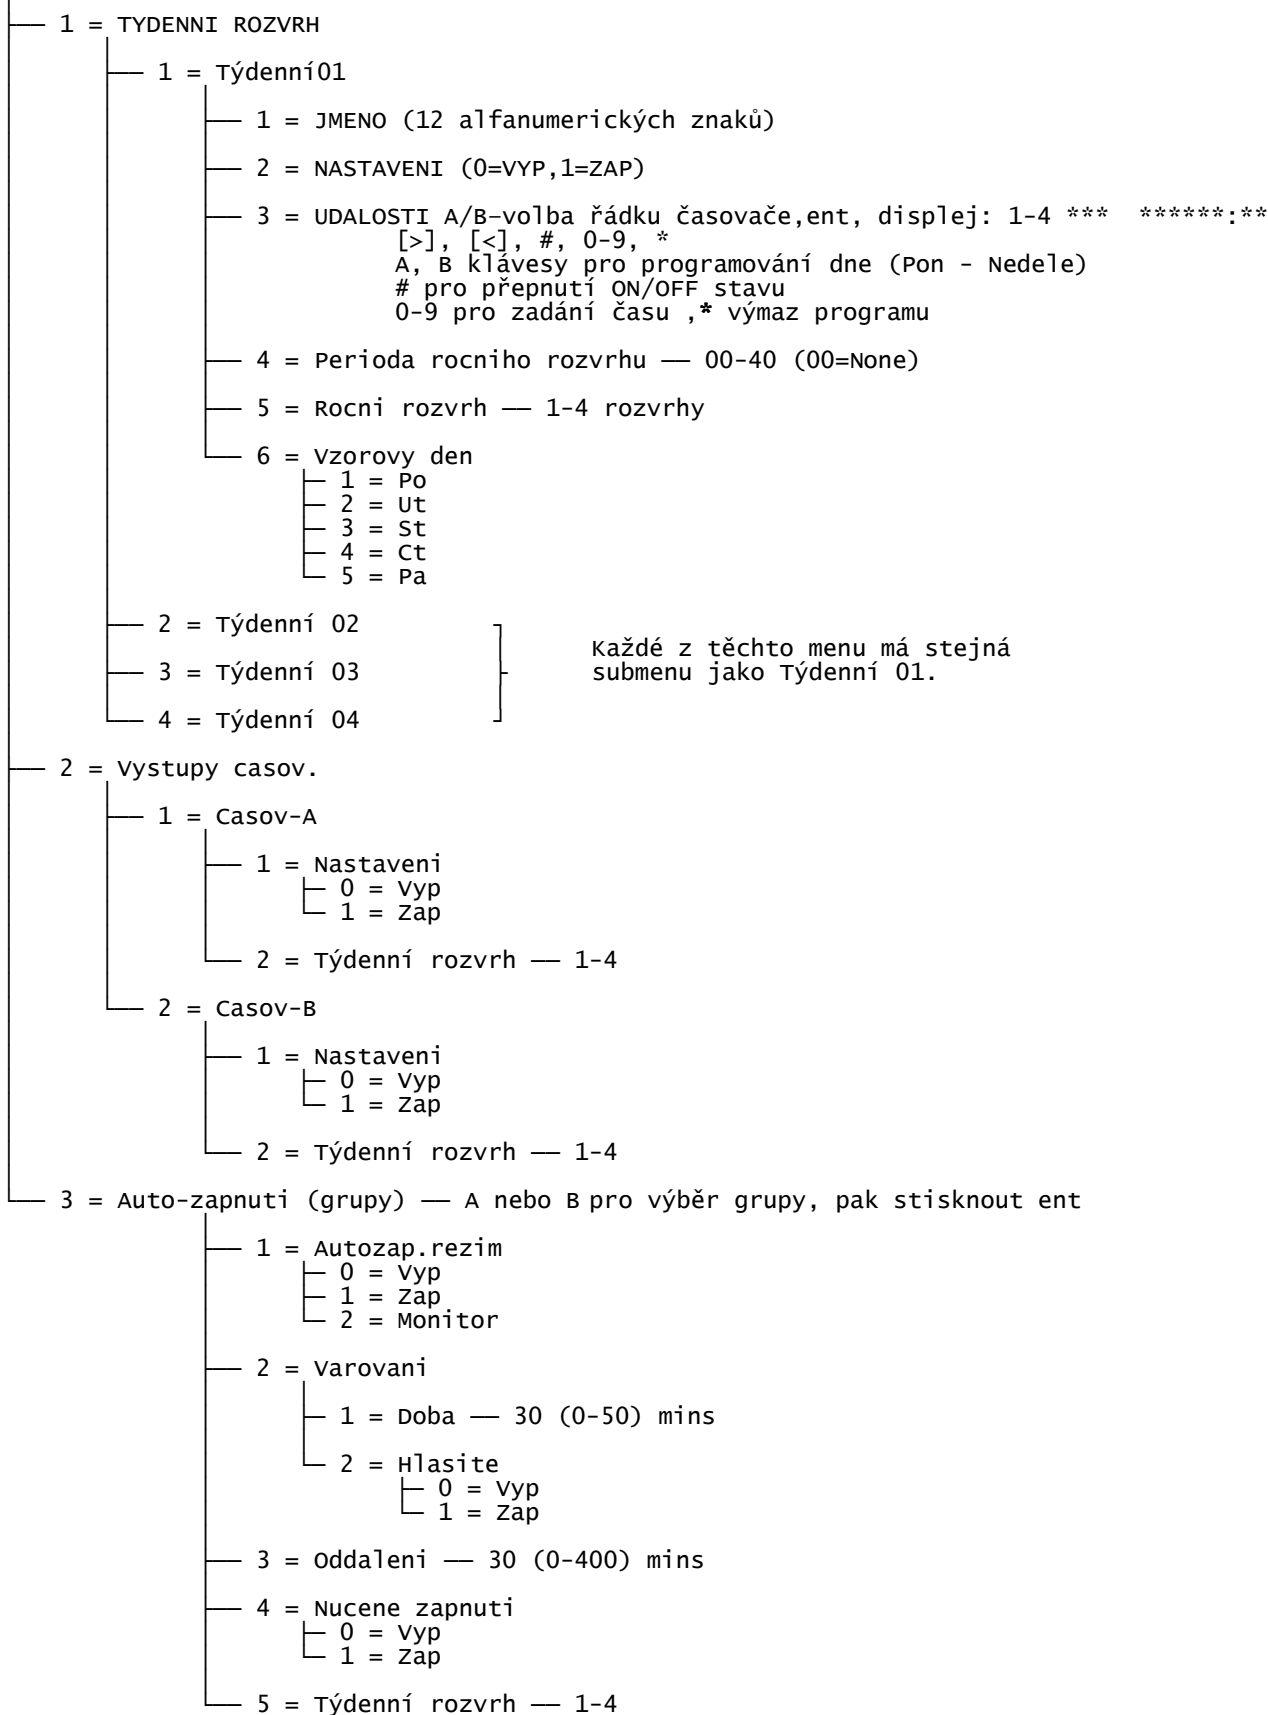 1 = TYDENNI ROZVRH
1 = Týdenní01
1 = JMENO (12 alfanumerických znaků)
2 = NASTAVENI (0=VYP,1=ZAP)
3 = UDALOSTI A/B-volba řádku časovače,ent, displej: 1-4 *** ******:**
[>], [<], #, 0-9, *
A, B klávesy pro programování dne (Pon - Nedele)
# pro přepnutí ON/OFF stavu
0-9 pro zadání času ,* výmaz programu
4 = Perioda rocniho rozvrhu — 00-40 (00=None)
5 = Rocni rozvrh — 1-4 rozvrhy
6 = Vzorovy den
1 = Po
2 = Ut
3 = St
4 = Ct
5 = Pa
2 = Týdenní 02
Každé z těchto menu má stejná
3 = Týdenní 03 submenu jako Týdenní 01.
4 = Týdenní 04
2 = Vystupy casov.
1 = Casov-A
1 = Nastaveni
0 = Vyp
1 = Zap
2 = Týdenní rozvrh — 1-4
2 = Casov-B
1 = Nastaveni
0 = Vyp
1 = Zap
2 = Týdenní rozvrh — 1-4
3 = Auto-zapnuti (grupy) — A nebo B pro výběr grupy, pak stisknout ent
1 = Autozap.rezim
0 = Vyp
1 = Zap
2 = Monitor
2 = Varovani
1 = Doba — 30 (0-50) mins
2 = Hlasite
0 = Vyp
1 = Zap
3 = Oddaleni — 30 (0-400) mins
4 = Nucene zapnuti
0 = Vyp
1 = Zap
5 = Týdenní rozvrh — 1-4